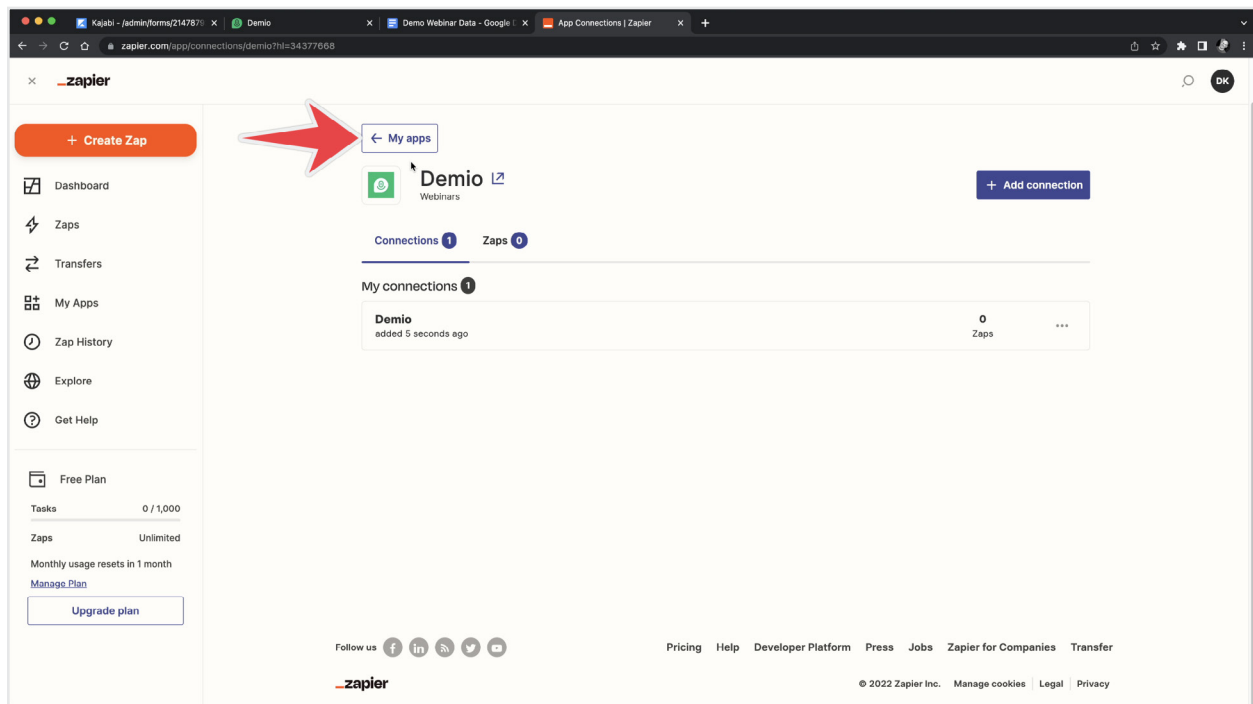 Kajabi - /admin/forms/2147879
Demio
Demo Webinar Data - Google D
App Connections | Zapier
zapier.com/app/connections/demio?hl=34377668
_zapier
DK
+ Create Zap
Dashboard
Zaps
Transfers
My Apps
Zap History
Explore
Get Help
Free Plan
Tasks 0 / 1,000
Zaps Unlimited
Monthly usage resets in 1 month
Manage Plan
Upgrade plan
← My apps
Demio
Webinars
+ Add connection
Connections 1 Zaps 0
My connections 1
Demio
added 5 seconds ago
0
Zaps
Follow us
Pricing Help Developer Platform Press Jobs Zapier for Companies Transfer
_zapier
© 2022 Zapier Inc. Manage cookies Legal Privacy